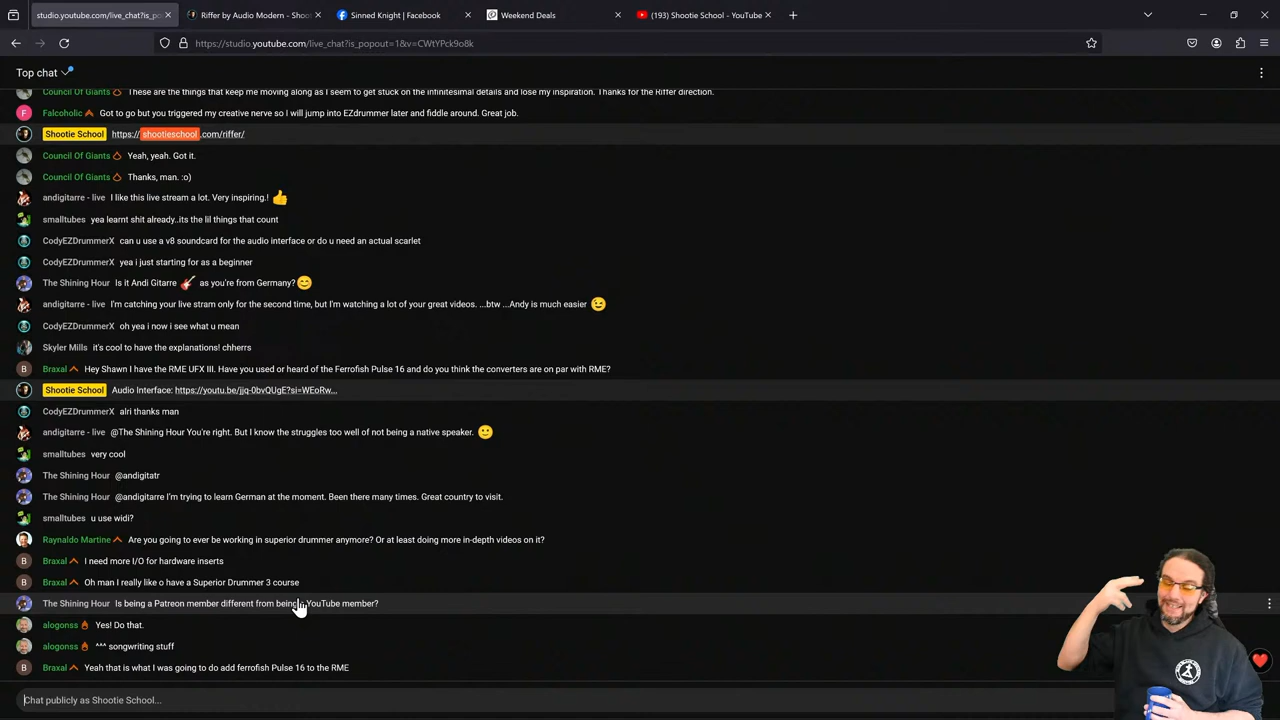 studio.youtube.com/live_chat?is_po
Riffer by Audio Modern - Shoo
Sinned Knight | Facebook
Weekend Deals
(193) Shootie School - YouTube
https://studio.youtube.com/live_chat?is_popout=1&v=CWtYPck9o8k
Top chat
Council Of Giants These are the things that keep me moving along as I seem to get stuck on the infinitesimal details and lose my inspiration. Thanks for the Riffer direction.
F Falcoholic Got to go but you triggered my creative nerve so I will jump into EZdrummer later and fiddle around. Great job.
Shootie School https://shootieschool.com/riffer/
Council Of Giants Yeah, yeah. Got it.
Council Of Giants Thanks, man. :o)
andigitarre - live I like this live stream a lot. Very inspiring.! 👍
smalltubes yea learnt shit already..its the lil things that count
CodyEZDrummerX can u use a v8 soundcard for the audio interface or do u need an actual scarlet
CodyEZDrummerX yea i just starting for as a beginner
The Shining Hour Is it Andi Gitarre 🎸 as you're from Germany? 😊
andigitarre - live I'm catching your live stram only for the second time, but I'm watching a lot of your great videos. ...btw ...Andy is much easier 😉
CodyEZDrummerX oh yea i now i see what u mean
Skyler Mills it's cool to have the explanations! chherrs
B Braxal Hey Shawn I have the RME UFX III. Have you used or heard of the Ferrofish Pulse 16 and do you think the converters are on par with RME?
Shootie School Audio Interface: https://youtu.be/jjq-0bvQUgE?si=WEoRw...
CodyEZDrummerX alri thanks man
andigitarre - live @The Shining Hour You're right. But I know the struggles too well of not being a native speaker. 🙂
smalltubes very cool
The Shining Hour @andigitatr
The Shining Hour @andigitarre I'm trying to learn German at the moment. Been there many times. Great country to visit.
smalltubes u use widi?
Raynaldo Martine Are you going to ever be working in superior drummer anymore? Or at least doing more in-depth videos on it?
B Braxal I need more I/O for hardware inserts
B Braxal Oh man I really like o have a Superior Drummer 3 course
The Shining Hour Is being a Patreon member different from being YouTube member?
alogonss Yes! Do that.
alogonss ^^^ songwriting stuff
B Braxal Yeah that is what I was going to do add ferrofish Pulse 16 to the RME
Chat publicly as Shootie School...